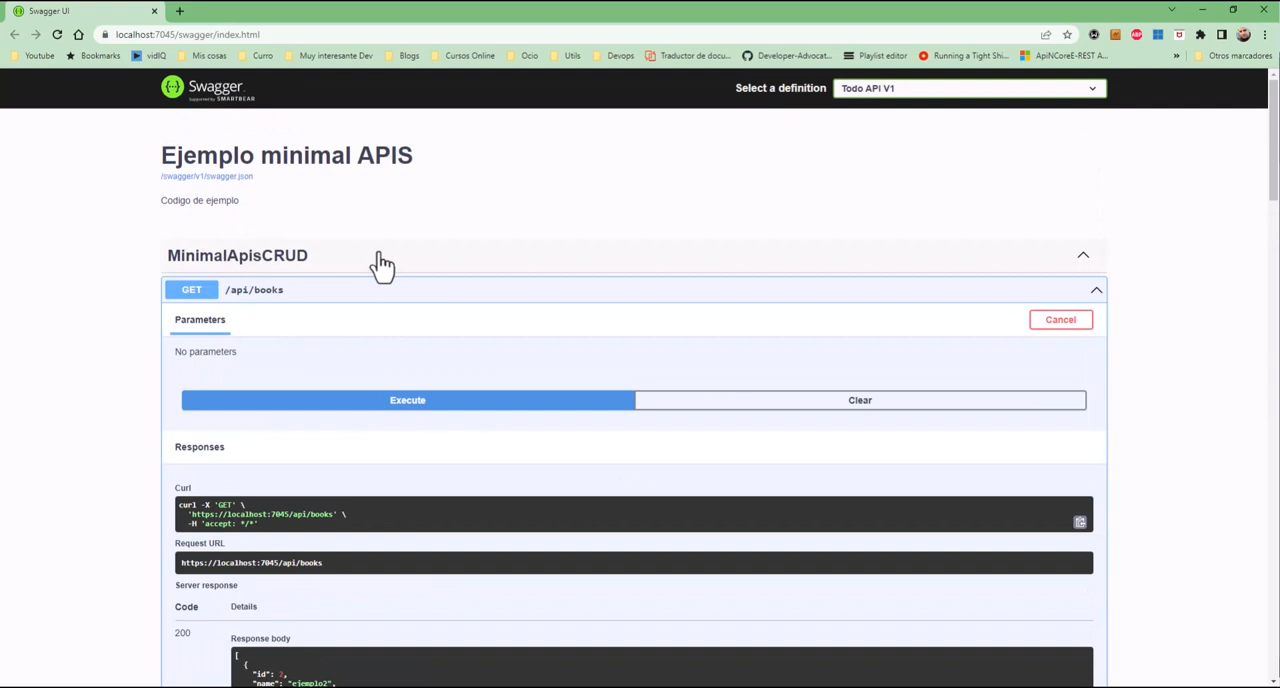 Swagger UI
localhost:7045/swagger/index.html
Youtube Bookmarks vidIQ Mis cosas Curro Muy interesante Dev Blogs Cursos Online Ocio Utils Devops Traductor de docu... Developer-Advocat... Playlist editor Running a Tight Shi... ApiNCoreE-REST A... » Otros marcadores
Swagger. Select a definition Todo API V1
Supported by SMARTBEAR
Ejemplo minimal APIS
/swagger/v1/swagger.json
Codigo de ejemplo
MinimalApisCRUD
GET /api/books
Parameters Cancel
No parameters
Execute Clear
Responses
Curl
curl -X 'GET' \
'https://localhost:7045/api/books' \
-H 'accept: */*'
Request URL
https://localhost:7045/api/books
Server response
Code Details
200
Response body
[
{
"id": 2,
"name": "ejemplo2",